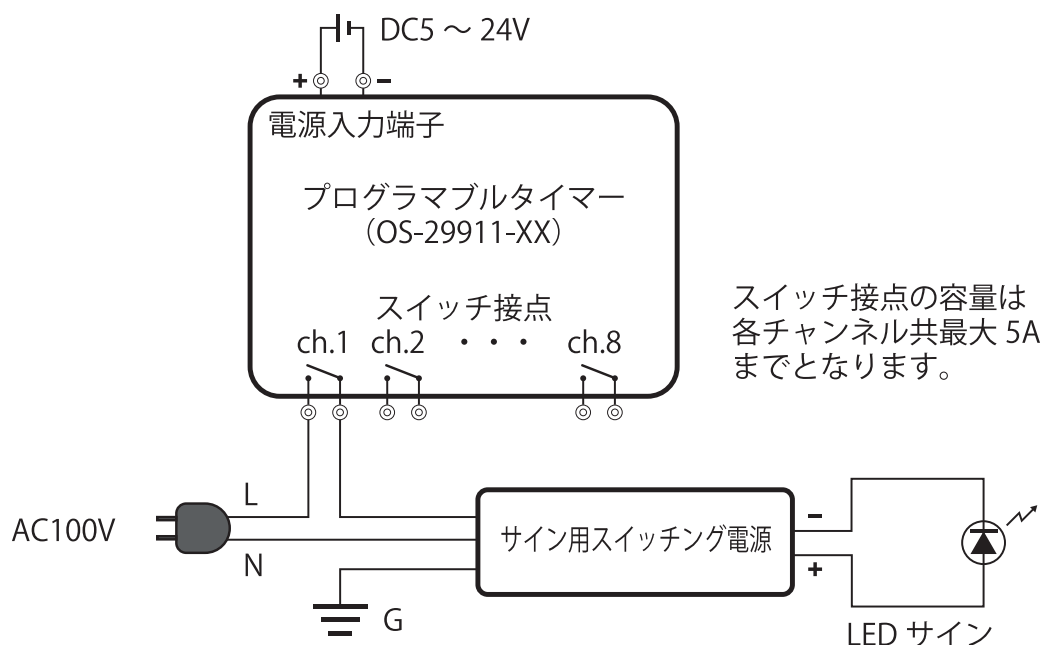 DC5 ～ 24V
+
−
電源入力端子
プログラマブルタイマー
（OS-29911-XX）
スイッチ接点
ch.1 ch.2 ・・・ ch.8
スイッチ接点の容量は
各チャンネル共最大 5A
までとなります。
L
AC100V
N
G
サイン用スイッチング電源
−
+
LED サイン